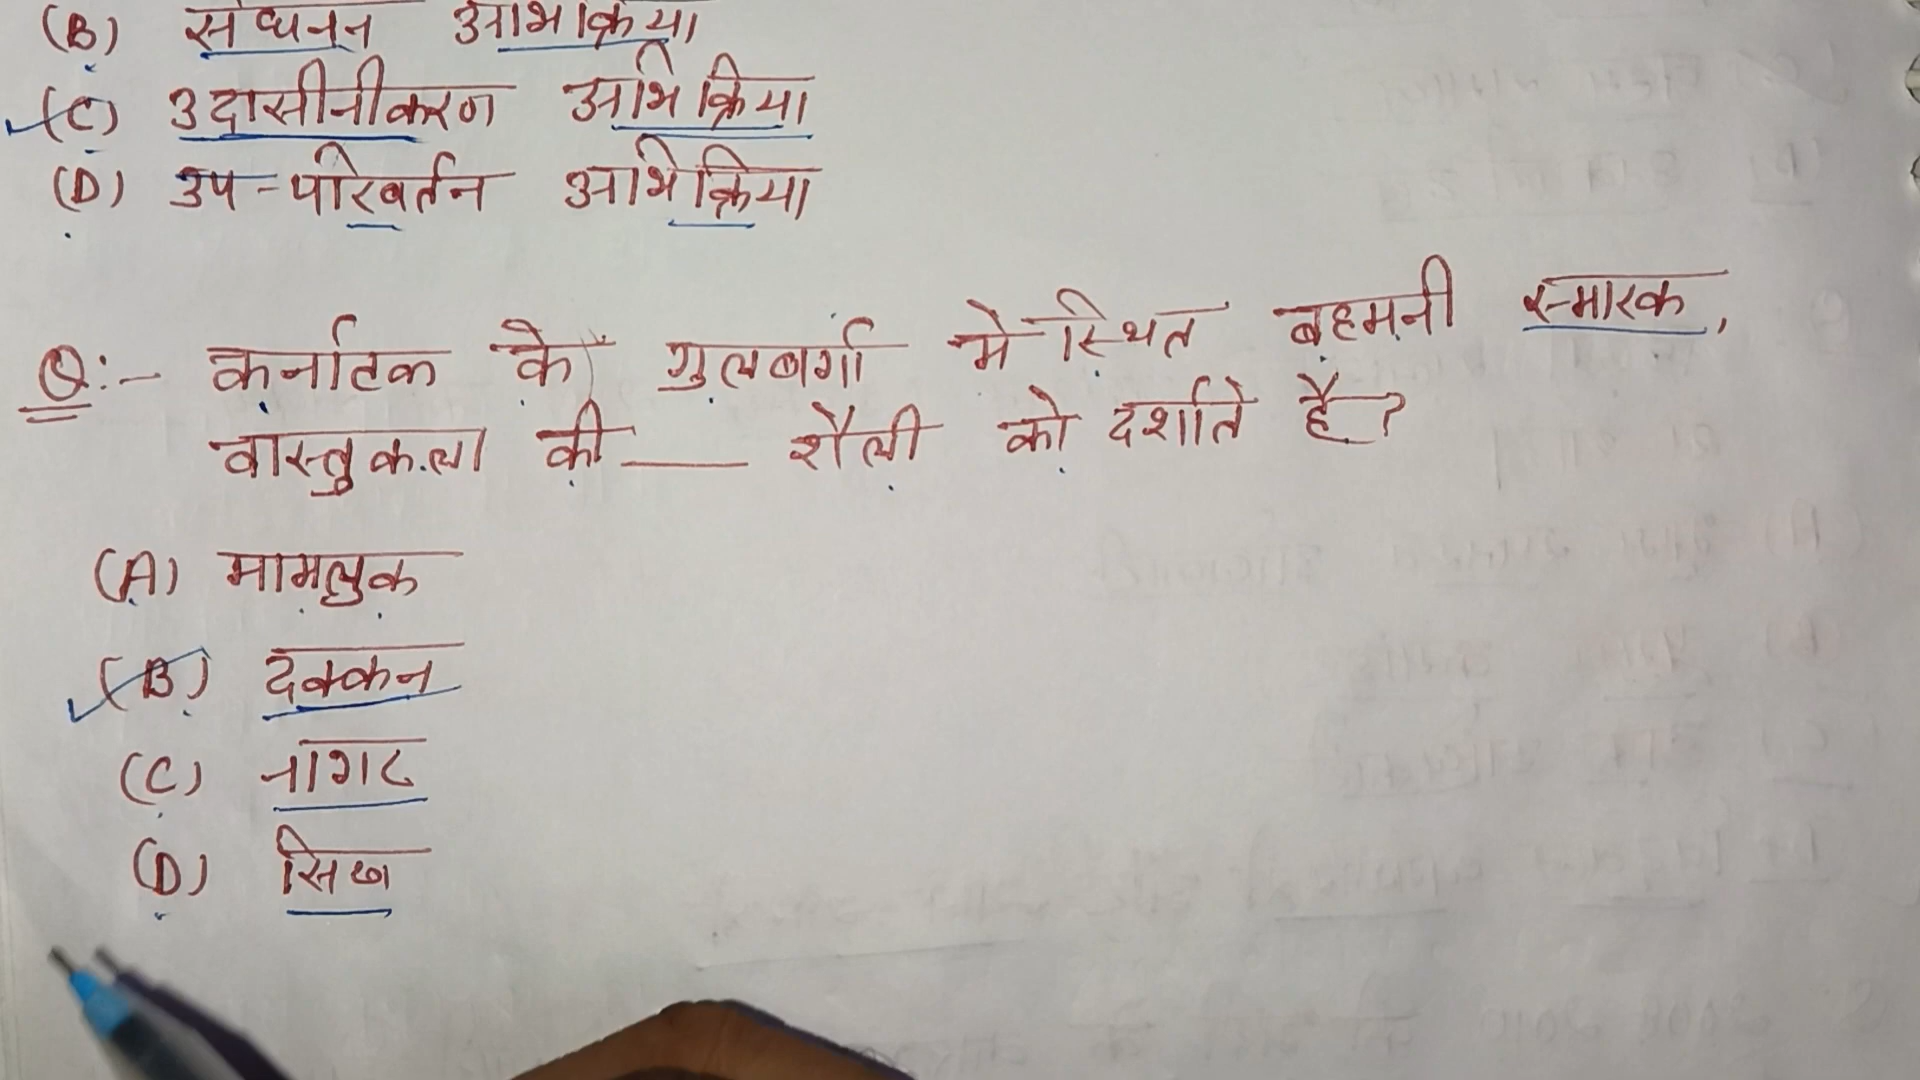 (B) संघनन अभिक्रिया
(C) उदासीनीकरण अभिक्रिया
(D) उप-परिवर्तन अभिक्रिया
Q:- कर्नाटक के गुलबर्गा मे स्थित बहमनी स्मारक,
वास्तुकला की ___ शैली को दर्शाते है?
(A) मामलुक
(B) दक्कन
(C) नागर
(D) सिख